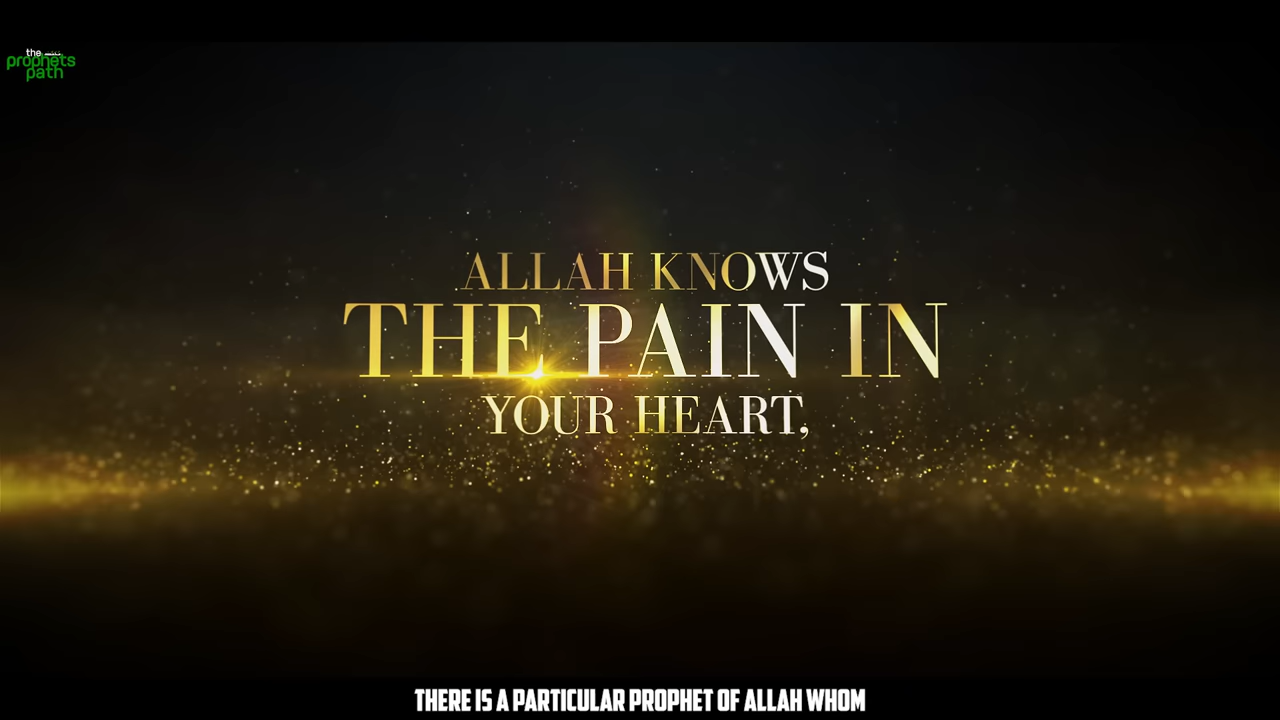 the
prophets
path
ALLAH KNOWS
THE PAIN IN
YOUR HEART,
THERE IS A PARTICULAR PROPHET OF ALLAH WHOM